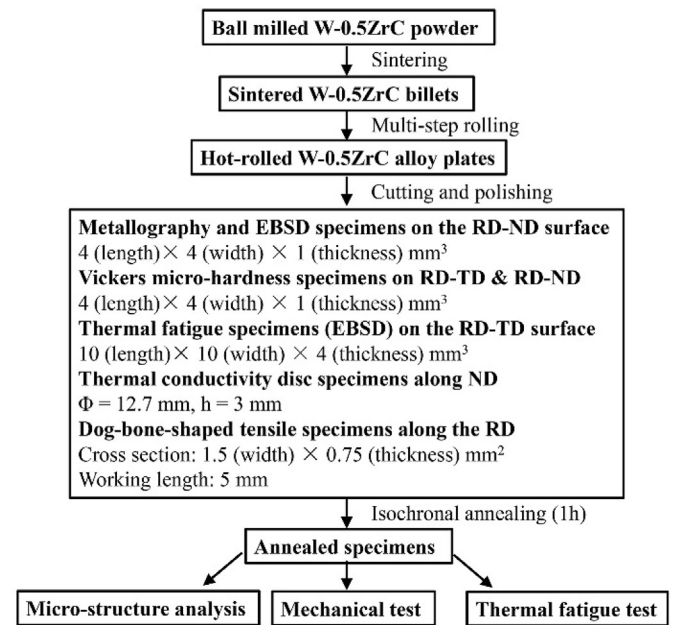 Ball milled W-0.5ZrC powder
Sintering
Sintered W-0.5ZrC billets
Multi-step rolling
Hot-rolled W-0.5ZrC alloy plates
Cutting and polishing
Metallography and EBSD specimens on the RD-ND surface
4 (length)× 4 (width) × 1 (thickness) mm³
Vickers micro-hardness specimens on RD-TD & RD-ND
4 (length)× 4 (width) × 1 (thickness) mm³
Thermal fatigue specimens (EBSD) on the RD-TD surface
10 (length)× 10 (width) × 4 (thickness) mm³
Thermal conductivity disc specimens along ND
Φ = 12.7 mm, h = 3 mm
Dog-bone-shaped tensile specimens along the RD
Cross section: 1.5 (width) × 0.75 (thickness) mm²
Working length: 5 mm
Isochronal annealing (1h)
Annealed specimens
Micro-structure analysis
Mechanical test
Thermal fatigue test